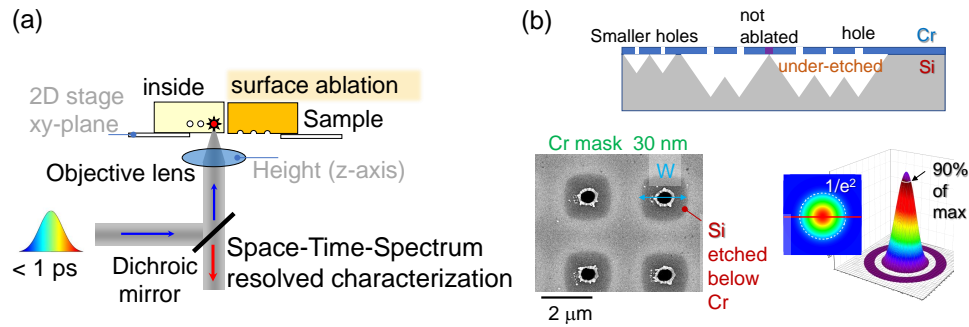 (a)
inside
surface ablation
2D stage
xy-plane
Sample
Objective lens
Height (z-axis)
< 1 ps
Dichroic
mirror
Space-Time-Spectrum
resolved characterization
(b)
Smaller holes
not
ablated
hole
Cr
under-etched
Si
Cr mask 30 nm
W
Si
etched
below
Cr
2 μm
1/e²
90%
of
max